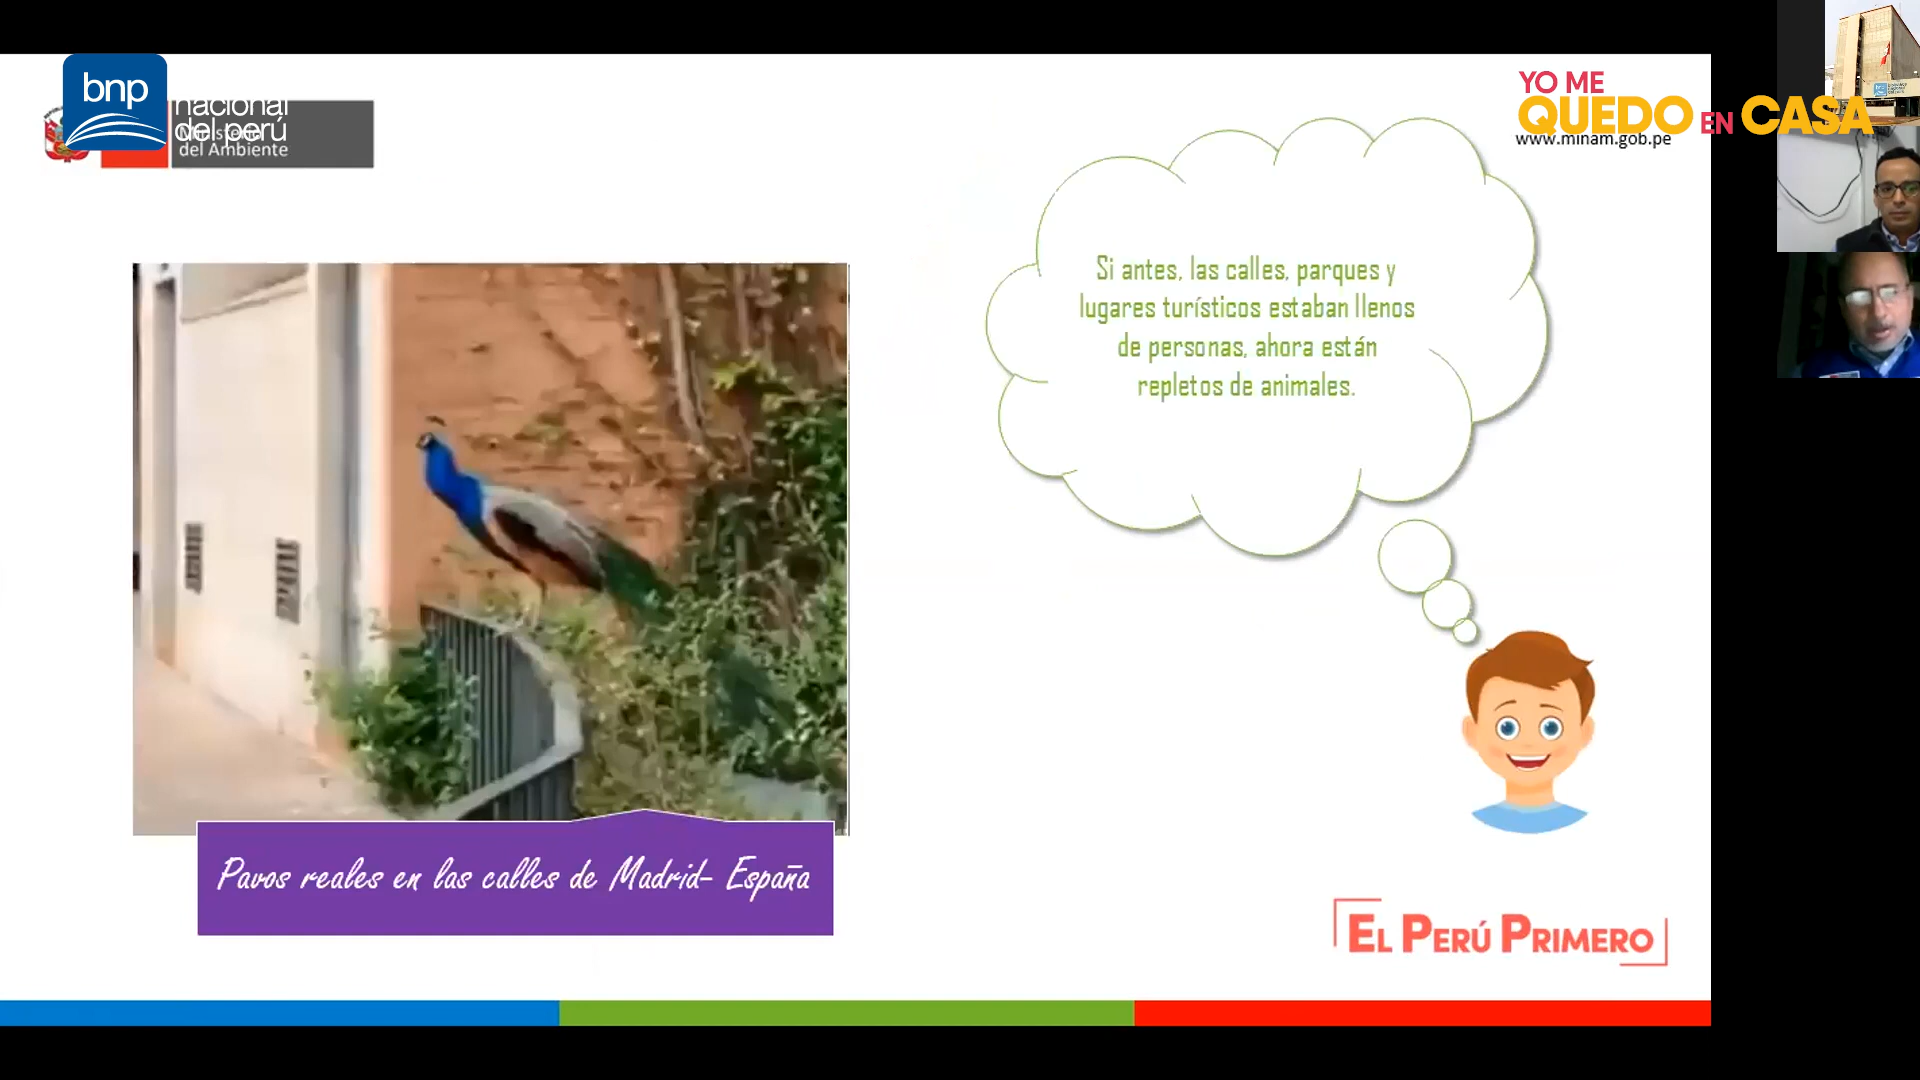 bnp
nacional
del perú
del Ambiente
YO ME
QUEDO EN CASA
www.minam.gob.pe
Si antes, las calles, parques y
lugares turísticos estaban llenos
de personas, ahora están
repletos de animales.
Pavos reales en las calles de Madrid- España
EL PERÚ PRIMERO